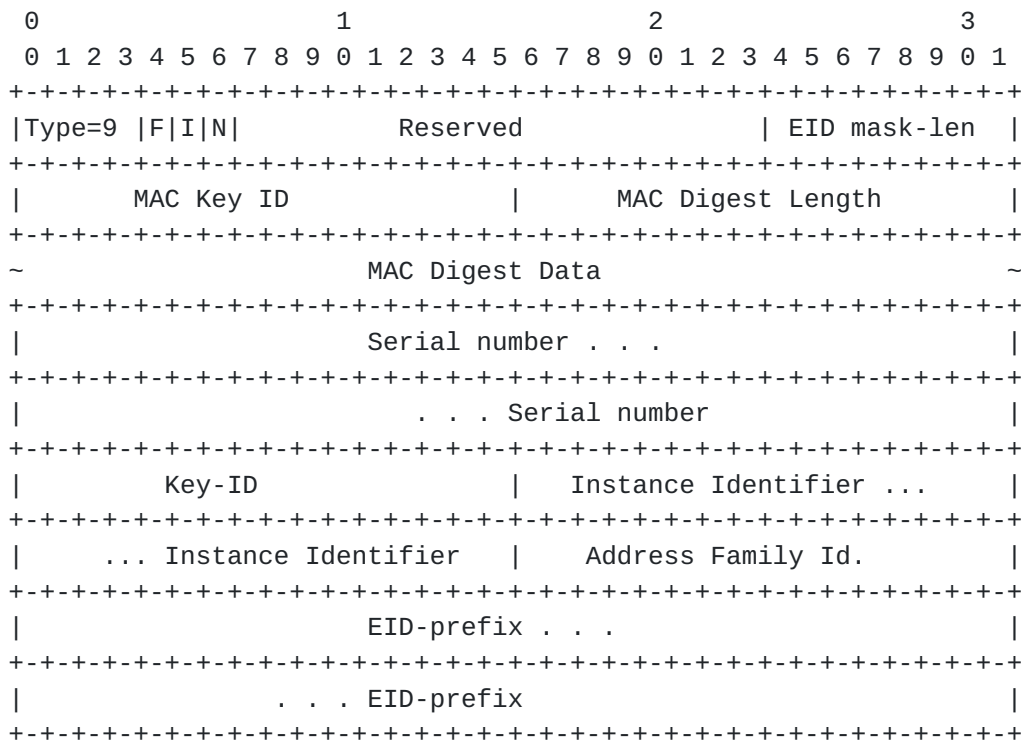 0                   1                   2                   3
 0 1 2 3 4 5 6 7 8 9 0 1 2 3 4 5 6 7 8 9 0 1 2 3 4 5 6 7 8 9 0 1
+-+-+-+-+-+-+-+-+-+-+-+-+-+-+-+-+-+-+-+-+-+-+-+-+-+-+-+-+-+-+-+-+
|Type=9 |F|I|N|          Reserved               | EID mask-len  |
+-+-+-+-+-+-+-+-+-+-+-+-+-+-+-+-+-+-+-+-+-+-+-+-+-+-+-+-+-+-+-+-+
|       MAC Key ID              |      MAC Digest Length        |
+-+-+-+-+-+-+-+-+-+-+-+-+-+-+-+-+-+-+-+-+-+-+-+-+-+-+-+-+-+-+-+-+
~                      MAC Digest Data                          ~
+-+-+-+-+-+-+-+-+-+-+-+-+-+-+-+-+-+-+-+-+-+-+-+-+-+-+-+-+-+-+-+-+
|                      Serial number . . .                      |
+-+-+-+-+-+-+-+-+-+-+-+-+-+-+-+-+-+-+-+-+-+-+-+-+-+-+-+-+-+-+-+-+
|                         . . . Serial number                   |
+-+-+-+-+-+-+-+-+-+-+-+-+-+-+-+-+-+-+-+-+-+-+-+-+-+-+-+-+-+-+-+-+
|         Key-ID                |   Instance Identifier ...     |
+-+-+-+-+-+-+-+-+-+-+-+-+-+-+-+-+-+-+-+-+-+-+-+-+-+-+-+-+-+-+-+-+
|     ... Instance Identifier   |    Address Family Id.         |
+-+-+-+-+-+-+-+-+-+-+-+-+-+-+-+-+-+-+-+-+-+-+-+-+-+-+-+-+-+-+-+-+
|                      EID-prefix . . .                         |
+-+-+-+-+-+-+-+-+-+-+-+-+-+-+-+-+-+-+-+-+-+-+-+-+-+-+-+-+-+-+-+-+
|                . . . EID-prefix                               |
+-+-+-+-+-+-+-+-+-+-+-+-+-+-+-+-+-+-+-+-+-+-+-+-+-+-+-+-+-+-+-+-+